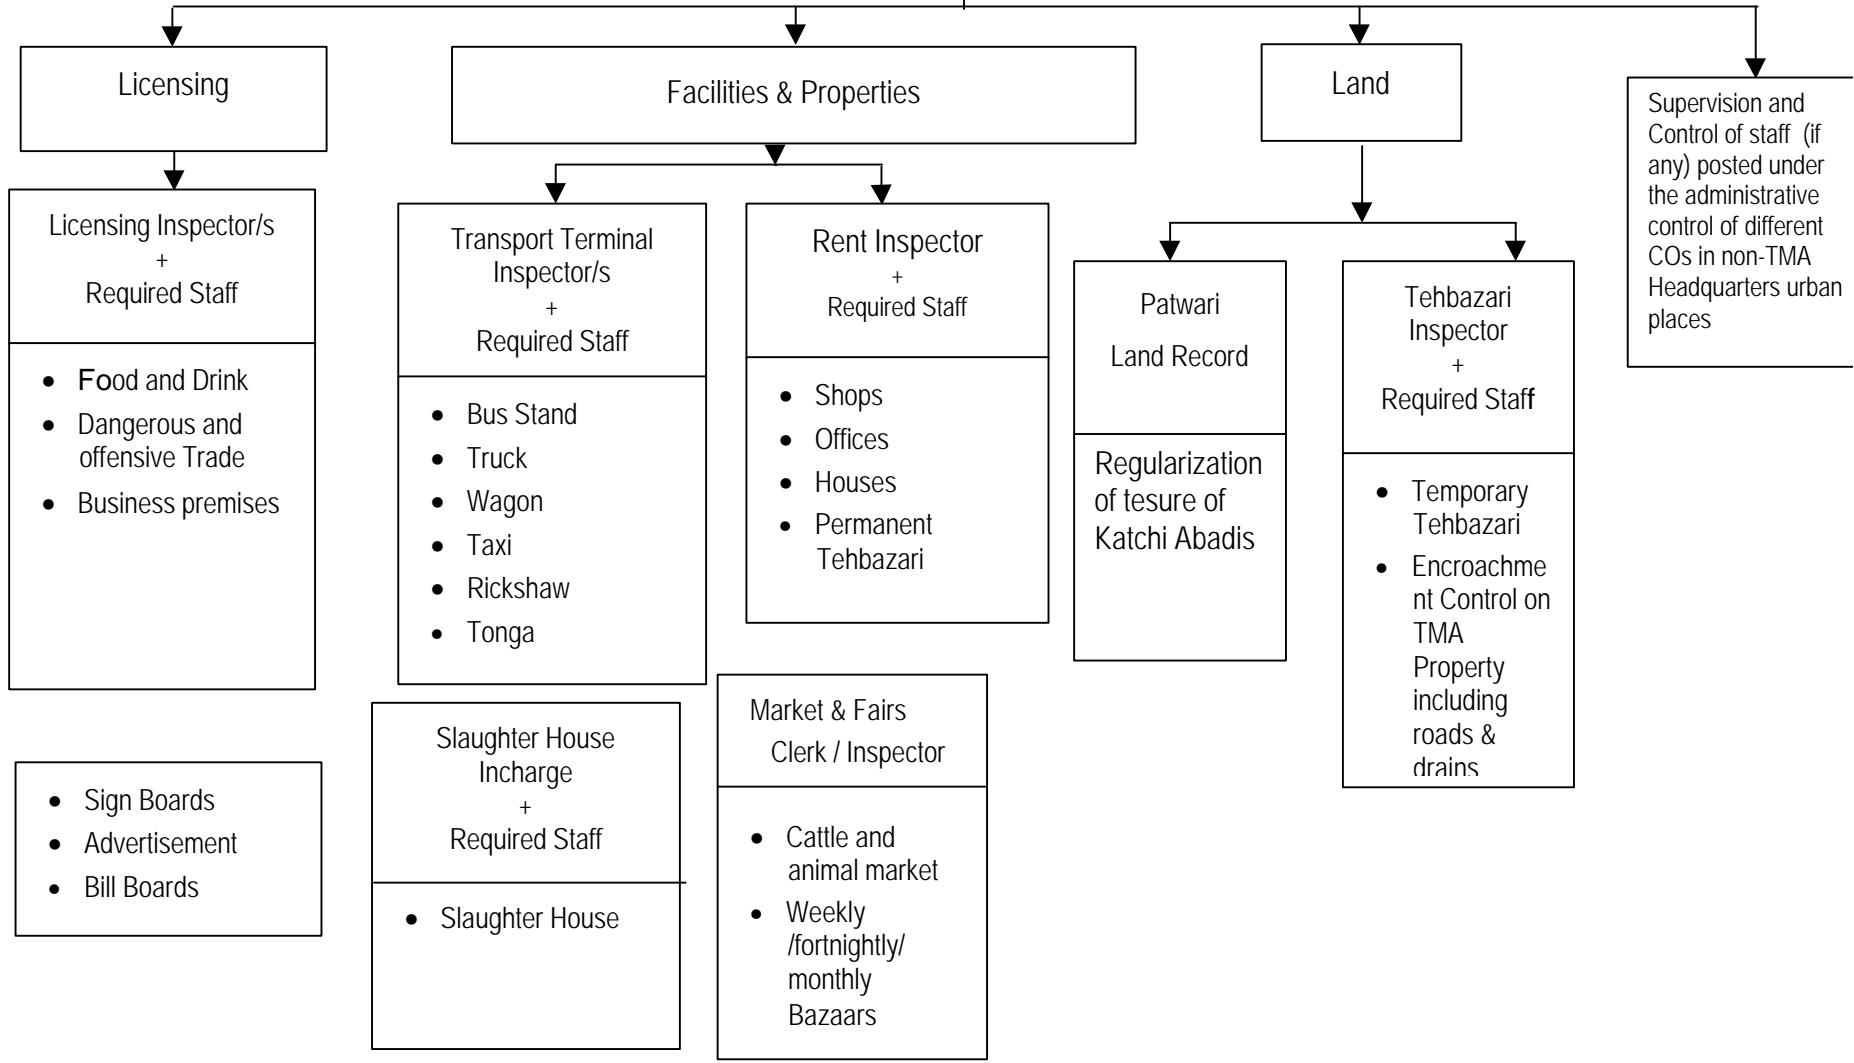 Licensing
Facilities & Properties
Land
Supervision and
Control of staff (if
any) posted under
the administrative
control of different
COs in non-TMA
Headquarters urban
places
Licensing Inspector/s
+
Required Staff
• Food and Drink
• Dangerous and
offensive Trade
• Business premises
Transport Terminal
Inspector/s
+
Required Staff
• Bus Stand
• Truck
• Wagon
• Taxi
• Rickshaw
• Tonga
Rent Inspector
+
Required Staff
• Shops
• Offices
• Houses
• Permanent
Tehbazari
Patwari
Land Record
Regularization
of tesure of
Katchi Abadis
Tehbazari
Inspector
+
Required Staff
• Temporary
Tehbazari
• Encroachme
nt Control on
TMA
Property
including
roads &
drains
• Sign Boards
• Advertisement
• Bill Boards
Slaughter House
Incharge
+
Required Staff
• Slaughter House
Market & Fairs
Clerk / Inspector
• Cattle and
animal market
• Weekly
/fortnightly/
monthly
Bazaars